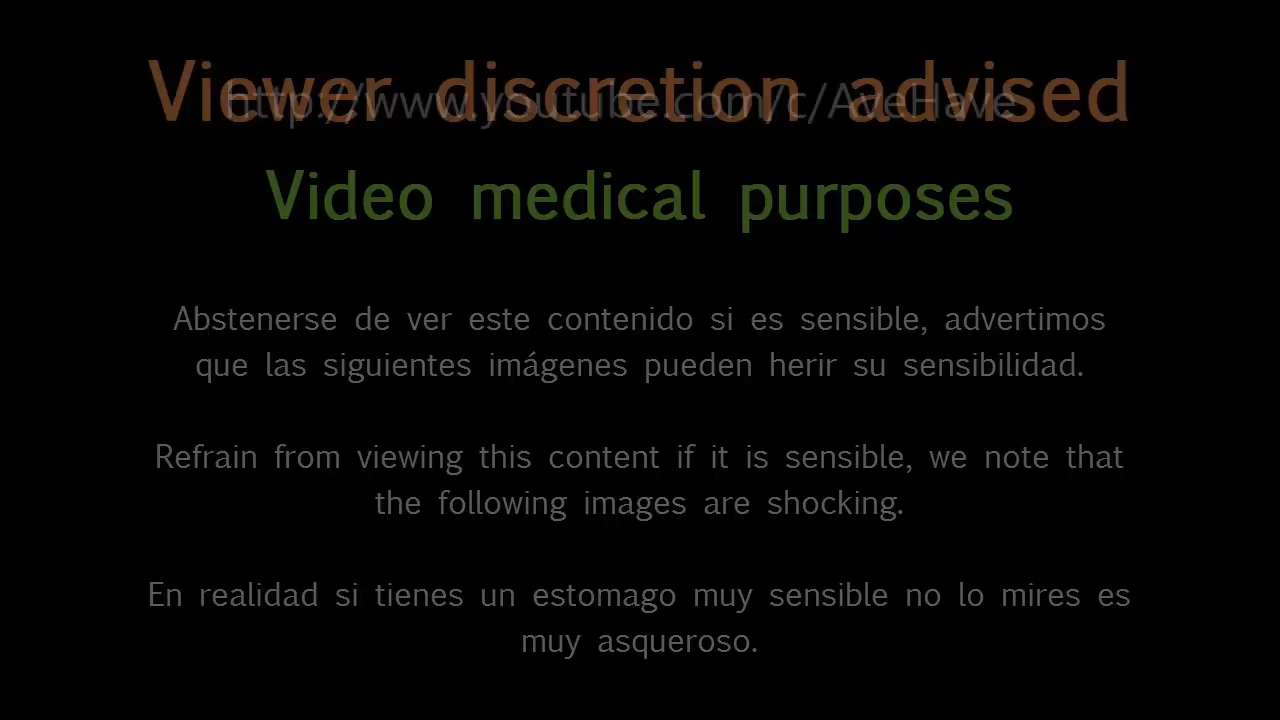 Viewer discretion advised
http://www.youtube.com/c/AveHave
Video medical purposes
Abstenerse de ver este contenido si es sensible, advertimos
que las siguientes imágenes pueden herir su sensibilidad.
Refrain from viewing this content if it is sensible, we note that
the following images are shocking.
En realidad si tienes un estomago muy sensible no lo mires es
muy asqueroso.